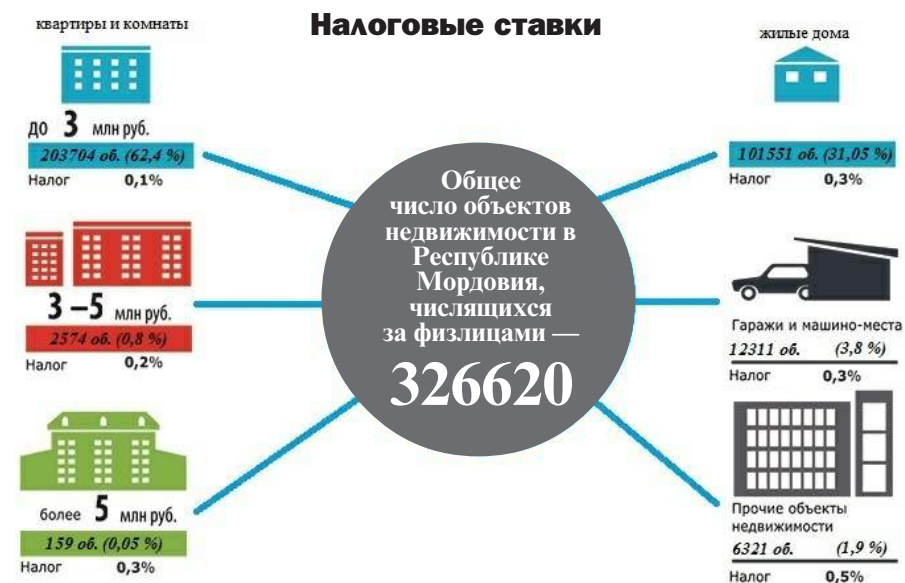 Налоговые ставки
квартиры и комнаты
до 3 млн руб.
203704 об. (62,4 %)
Налог 0,1%
3 –5 млн руб.
2574 об. (0,8 %)
Налог 0,2%
более 5 млн руб.
159 об. (0,05 %)
Налог 0,3%
Общее
число объектов
недвижимости в
Республике
Мордовия,
числящихся
за физлицами —
326620
жилые дома
101551 об. (31,05 %)
Налог 0,3%
Гаражи и машино-места
12311 об. (3,8 %)
Налог 0,3%
Прочие объекты
недвижимости
6321 об. (1,9 %)
Налог 0,5%